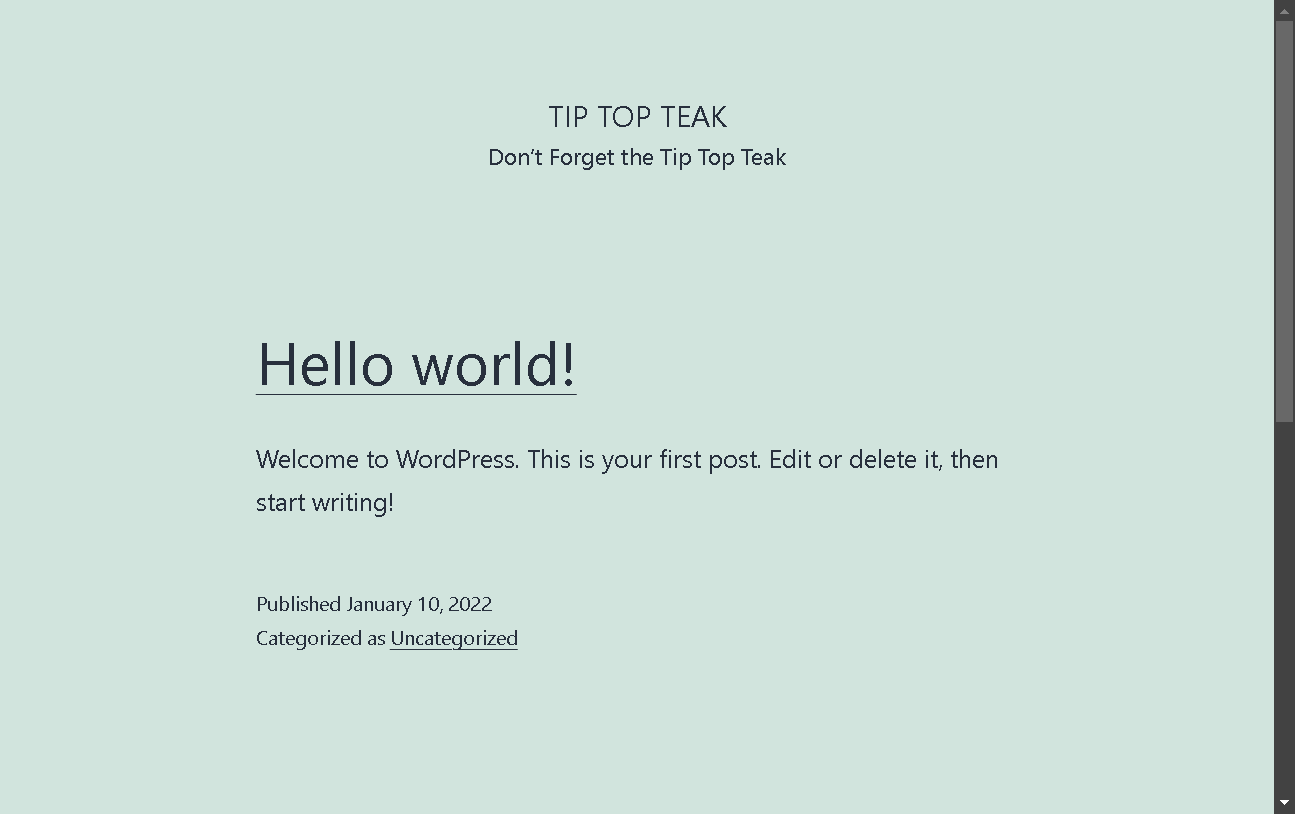 TIP TOP TEAK
Don’t Forget the Tip Top Teak
Hello world!
Welcome to WordPress. This is your first post. Edit or delete it, then
start writing!
Published January 10, 2022
Categorized as Uncategorized